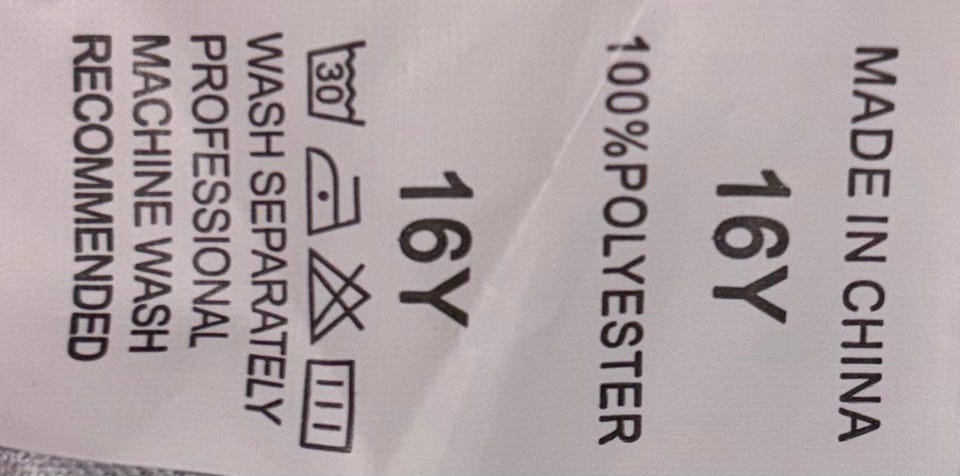 MADE IN CHINA
16Y
100%POLYESTER
16Y
30
WASH SEPARATELY
PROFESSIONAL
MACHINE WASH
RECOMMENDED